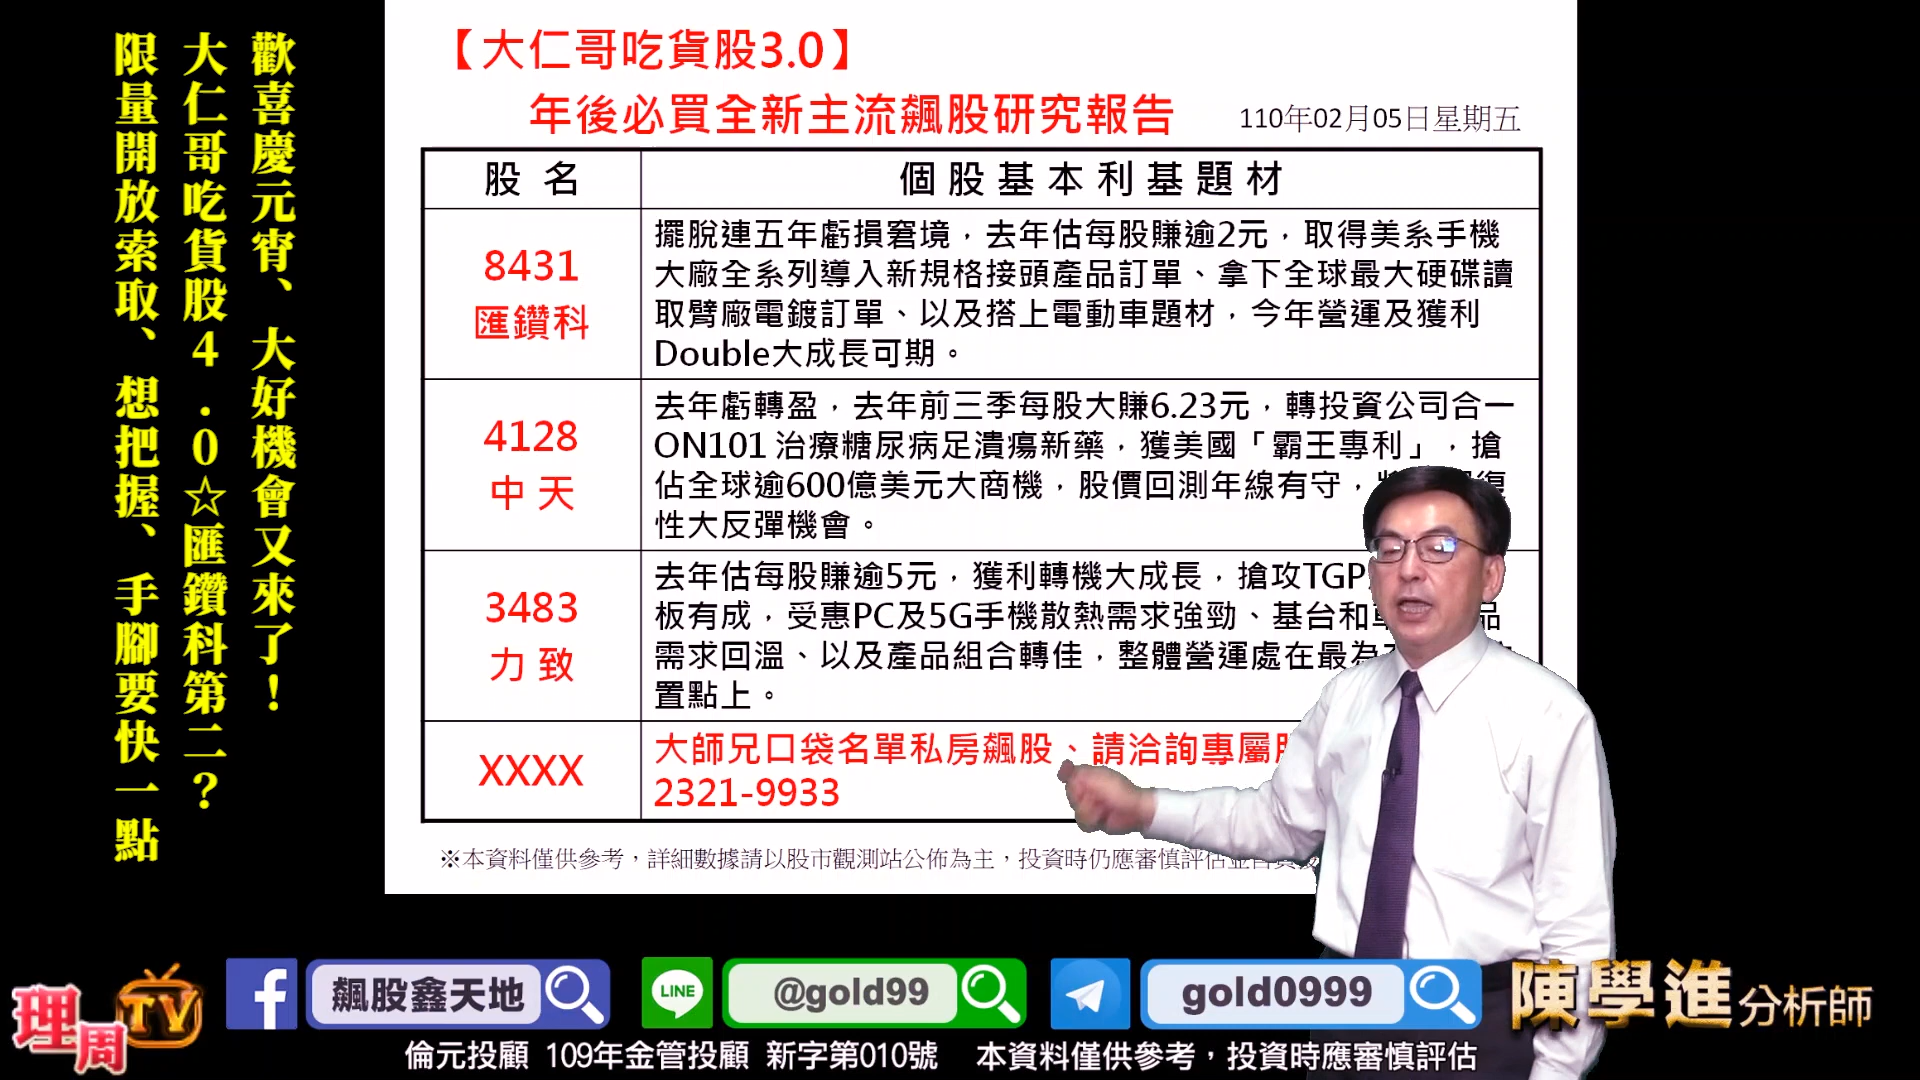 歡喜慶元宵、大好機會又來了！
大仁哥吃貨股4.0☆匯鑽科第二？
限量開放索取、想把握、手腳要快一點
【大仁哥吃貨股3.0】
年後必買全新主流飆股研究報告
110年02月05日星期五
股 名
個股基本利基題材
8431
匯鑽科
擺脫連五年虧損窘境，去年估每股賺逾2元，取得美系手機
大廠全系列導入新規格接頭產品訂單、拿下全球最大硬碟讀
取臂廠電鍍訂單、以及搭上電動車題材，今年營運及獲利
Double大成長可期。
4128
中 天
去年虧轉盈，去年前三季每股大賺6.23元，轉投資公司合一
ON101 治療糖尿病足潰瘍新藥，獲美國「霸王專利」，搶
佔全球逾600億美元大商機，股價回測年線有守，
復
性大反彈機會。
3483
力 致
去年估每股賺逾5元，獲利轉機大成長，搶攻TGP
板有成，受惠PC及5G手機散熱需求強勁、基台和
品
需求回溫、以及產品組合轉佳，整體營運處在最為
置點上。
XXXX
大師兄口袋名單私房飆股、請洽詢專屬
2321-9933
※本資料僅供參考，詳細數據請以股市觀測站公佈為主，投資時仍應審慎評估並自負
理周TV
f
飆股鑫天地
LINE
@gold99
gold0999
陳學進分析師
倫元投顧 109年金管投顧 新字第010號 本資料僅供參考，投資時應審慎評估